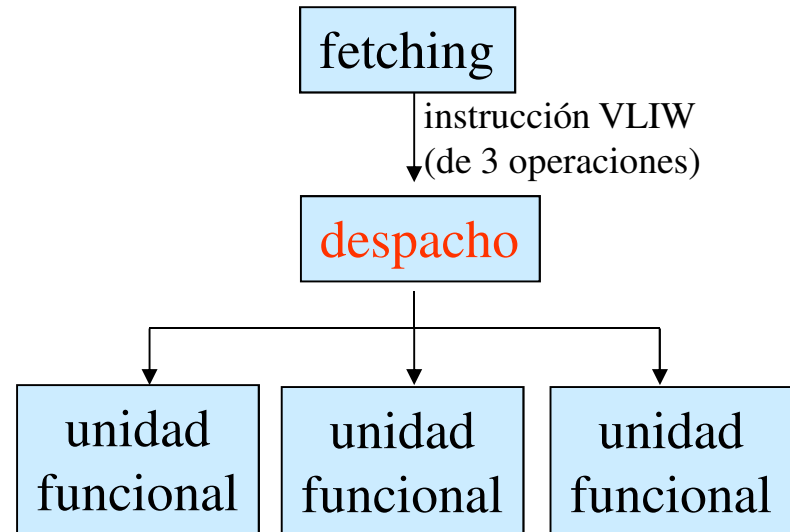 fetching
instrucción VLIW
(de 3 operaciones)
despacho
unidad
funcional
unidad
funcional
unidad
funcional